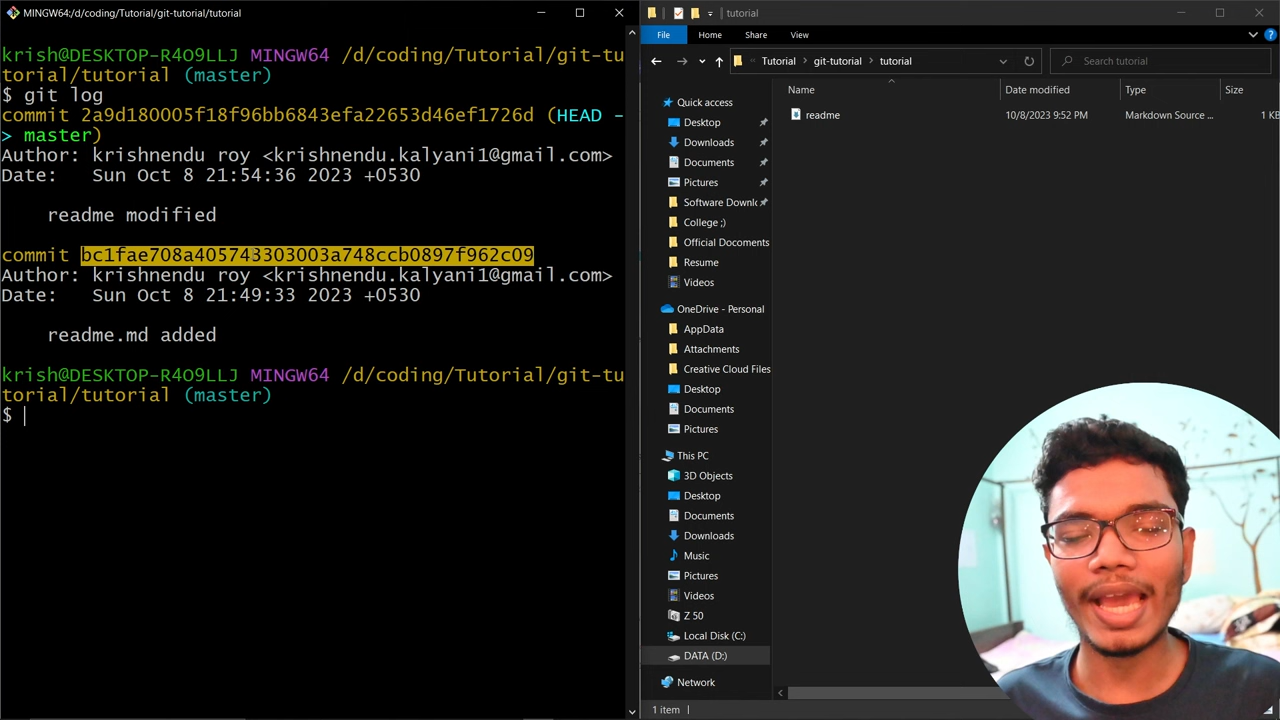 MINGW64:/d/coding/Tutorial/git-tutorial/tutorial
krish@DESKTOP-R4O9LLJ MINGW64 /d/coding/Tutorial/git-tu
torial/tutorial (master)
$ git log
commit 2a9d180005f18f96bb6843efa22653d46ef1726d (HEAD -
> master)
Author: krishnendu roy <krishnendu.kalyani1@gmail.com>
Date:   Sun Oct 8 21:54:36 2023 +0530
readme modified
commit bc1fae708a405743303003a748ccb0897f962c09
Author: krishnendu roy <krishnendu.kalyani1@gmail.com>
Date:   Sun Oct 8 21:49:33 2023 +0530
readme.md added
krish@DESKTOP-R4O9LLJ MINGW64 /d/coding/Tutorial/git-tu
torial/tutorial (master)
$
tutorial
File Home Share View
Tutorial git-tutorial tutorial Search tutorial
Name Date modified Type Size
readme 10/8/2023 9:52 PM Markdown Source ... 1 KB
Quick access
Desktop
Downloads
Documents
Pictures
Software Downl
College ;)
Official Docoments
Resume
Videos
OneDrive - Personal
AppData
Attachments
Creative Cloud Files
Desktop
Documents
Pictures
This PC
3D Objects
Desktop
Documents
Downloads
Music
Pictures
Videos
Z 50
Local Disk (C:)
DATA (D:)
Network
1 item